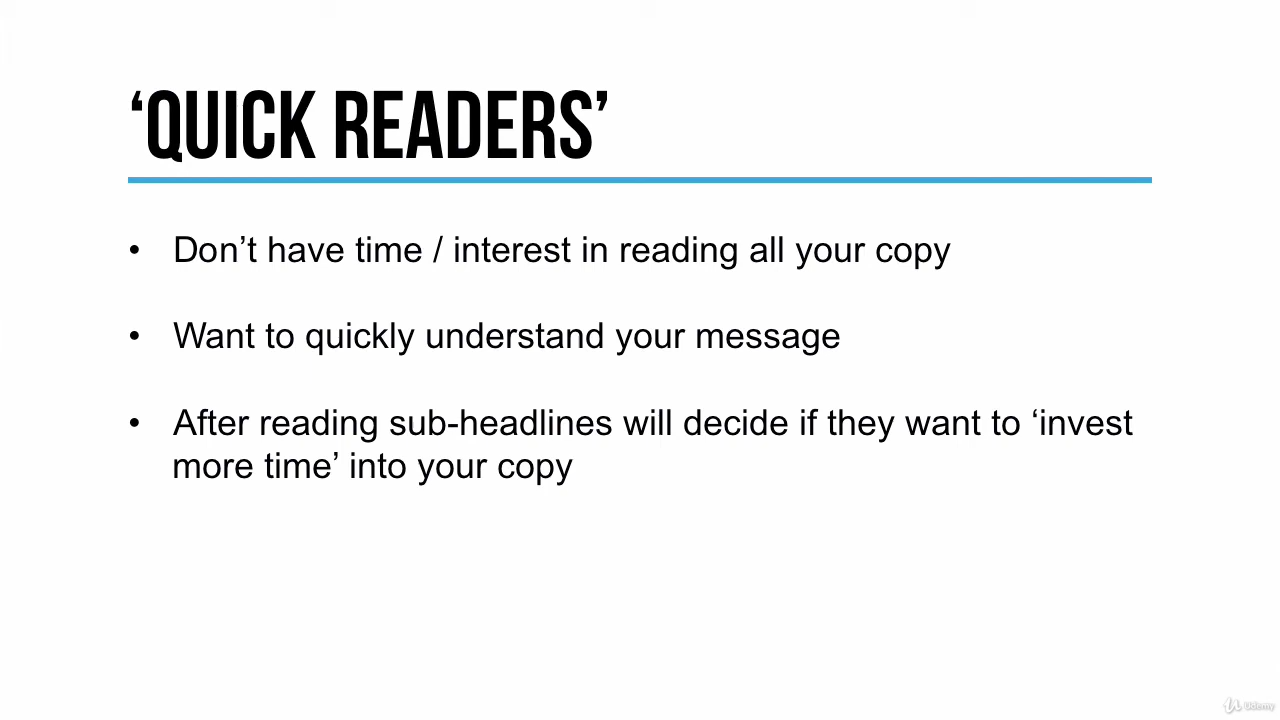 ‘QUICK READERS’
• Don’t have time / interest in reading all your copy
• Want to quickly understand your message
• After reading sub-headlines will decide if they want to ‘invest
more time’ into your copy
Udemy